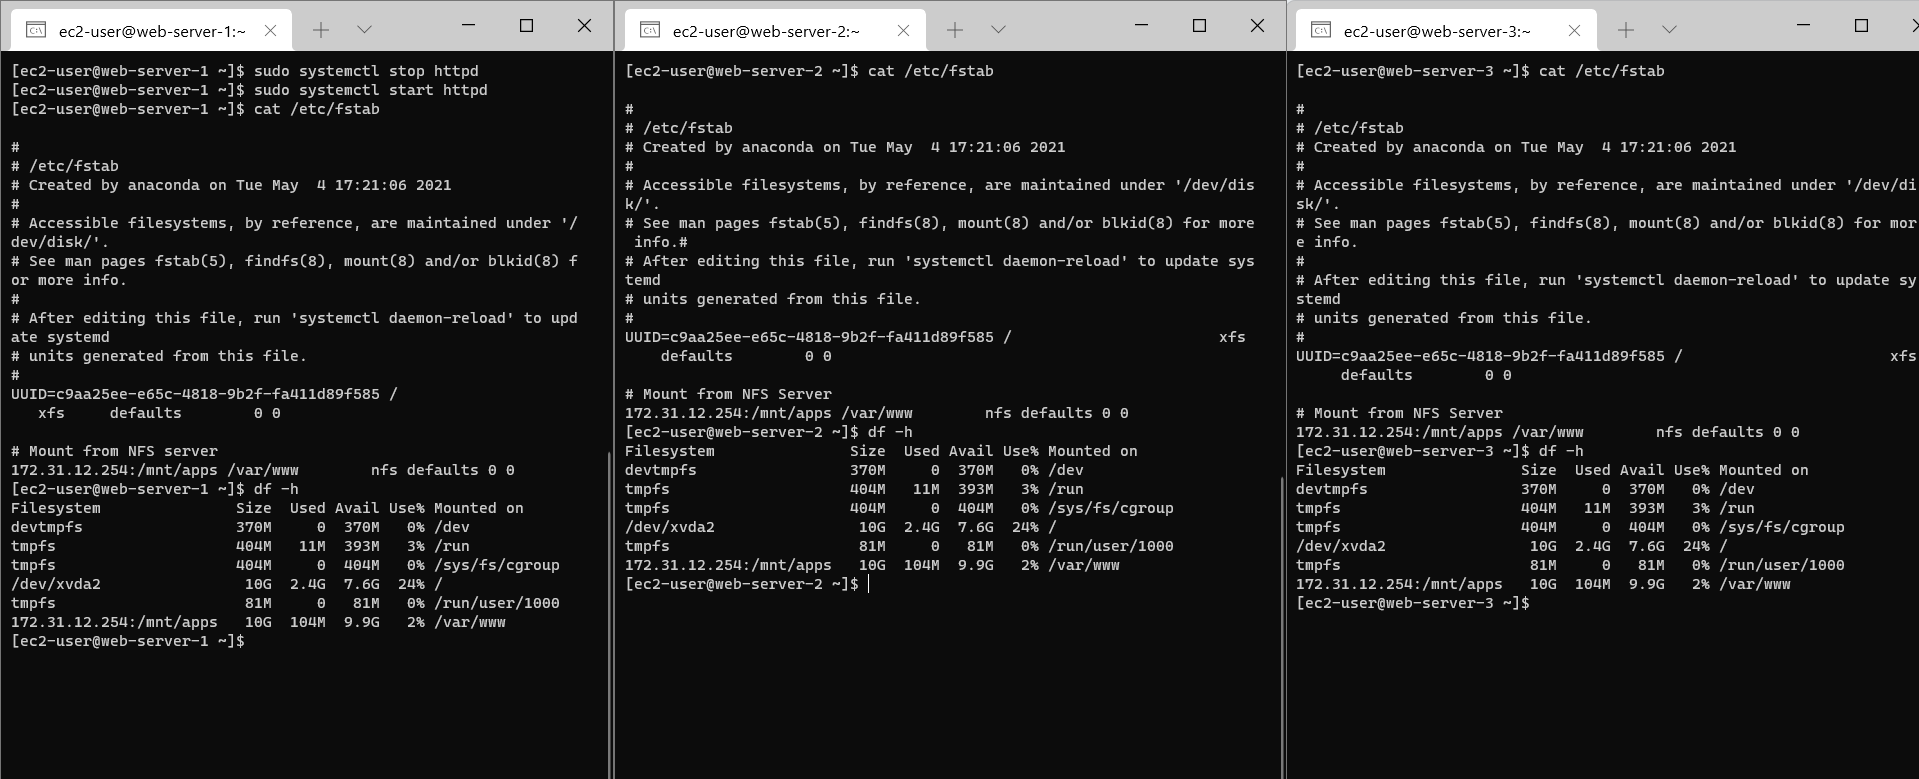 ec2-user@web-server-1:~
[ec2-user@web-server-1 ~]$ sudo systemctl stop httpd
[ec2-user@web-server-1 ~]$ sudo systemctl start httpd
[ec2-user@web-server-1 ~]$ cat /etc/fstab
#
# /etc/fstab
# Created by anaconda on Tue May  4 17:21:06 2021
#
# Accessible filesystems, by reference, are maintained under '/
dev/disk/'.
# See man pages fstab(5), findfs(8), mount(8) and/or blkid(8) f
or more info.
#
# After editing this file, run 'systemctl daemon-reload' to upd
ate systemd
# units generated from this file.
#
UUID=c9aa25ee-e65c-4818-9b2f-fa411d89f585 /
   xfs     defaults        0 0
# Mount from NFS server
172.31.12.254:/mnt/apps /var/www        nfs defaults 0 0
[ec2-user@web-server-1 ~]$ df -h
Filesystem               Size  Used Avail Use% Mounted on
devtmpfs                 370M     0  370M   0% /dev
tmpfs                    404M   11M  393M   3% /run
tmpfs                    404M     0  404M   0% /sys/fs/cgroup
/dev/xvda2                10G  2.4G  7.6G  24% /
tmpfs                     81M     0   81M   0% /run/user/1000
172.31.12.254:/mnt/apps   10G  104M  9.9G   2% /var/www
[ec2-user@web-server-1 ~]$
ec2-user@web-server-2:~
[ec2-user@web-server-2 ~]$ cat /etc/fstab
#
# /etc/fstab
# Created by anaconda on Tue May  4 17:21:06 2021
#
# Accessible filesystems, by reference, are maintained under '/dev/dis
k/'.
# See man pages fstab(5), findfs(8), mount(8) and/or blkid(8) for more
 info.#
# After editing this file, run 'systemctl daemon-reload' to update sys
temd
# units generated from this file.
#
UUID=c9aa25ee-e65c-4818-9b2f-fa411d89f585 /                       xfs
    defaults        0 0
# Mount from NFS Server
172.31.12.254:/mnt/apps /var/www        nfs defaults 0 0
[ec2-user@web-server-2 ~]$ df -h
Filesystem               Size  Used Avail Use% Mounted on
devtmpfs                 370M     0  370M   0% /dev
tmpfs                    404M   11M  393M   3% /run
tmpfs                    404M     0  404M   0% /sys/fs/cgroup
/dev/xvda2                10G  2.4G  7.6G  24% /
tmpfs                     81M     0   81M   0% /run/user/1000
172.31.12.254:/mnt/apps   10G  104M  9.9G   2% /var/www
[ec2-user@web-server-2 ~]$
ec2-user@web-server-3:~
[ec2-user@web-server-3 ~]$ cat /etc/fstab
#
# /etc/fstab
# Created by anaconda on Tue May  4 17:21:06 2021
#
# Accessible filesystems, by reference, are maintained under '/dev/di
sk/'.
# See man pages fstab(5), findfs(8), mount(8) and/or blkid(8) for mor
e info.
#
# After editing this file, run 'systemctl daemon-reload' to update sy
stemd
# units generated from this file.
#
UUID=c9aa25ee-e65c-4818-9b2f-fa411d89f585 /                       xfs
     defaults        0 0
# Mount from NFS Server
172.31.12.254:/mnt/apps /var/www        nfs defaults 0 0
[ec2-user@web-server-3 ~]$ df -h
Filesystem               Size  Used Avail Use% Mounted on
devtmpfs                 370M     0  370M   0% /dev
tmpfs                    404M   11M  393M   3% /run
tmpfs                    404M     0  404M   0% /sys/fs/cgroup
/dev/xvda2                10G  2.4G  7.6G  24% /
tmpfs                     81M     0   81M   0% /run/user/1000
172.31.12.254:/mnt/apps   10G  104M  9.9G   2% /var/www
[ec2-user@web-server-3 ~]$